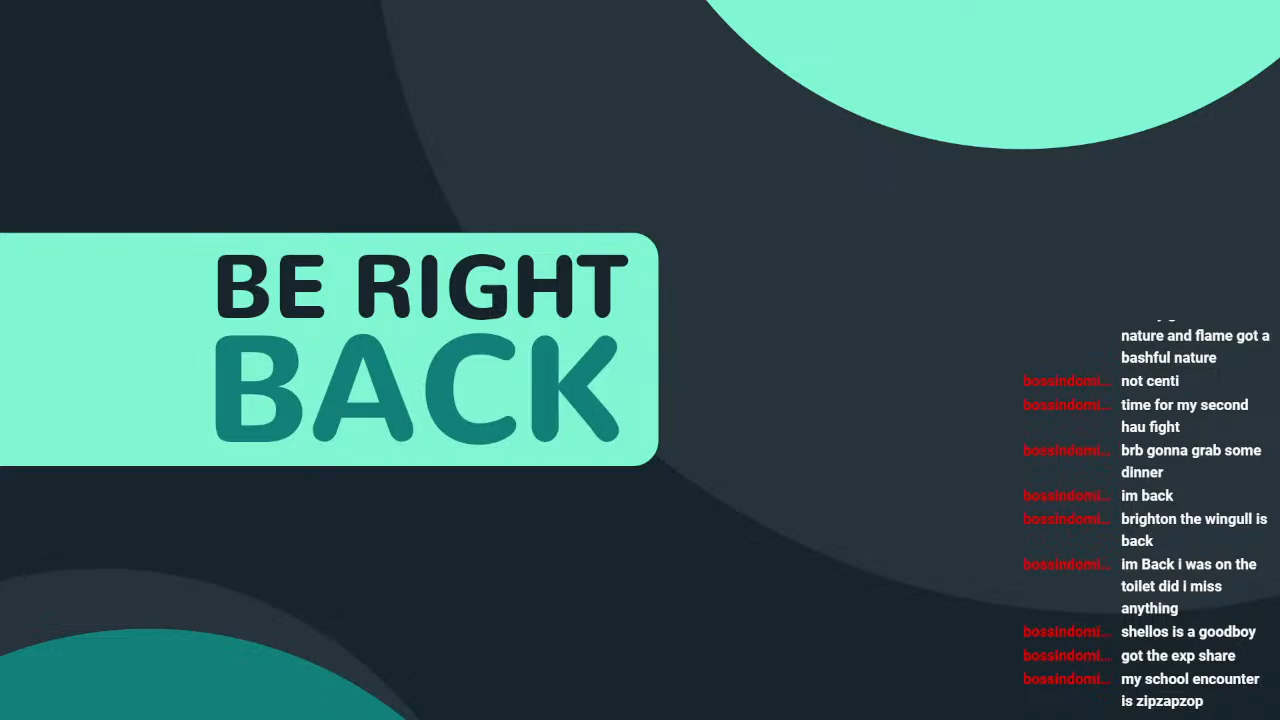 BE RIGHT
BACK
nature and flame got a
bashful nature
bossindomi... not centi
bossindomi... time for my second
hau fight
bossindomi... brb gonna grab some
dinner
bossindomi... im back
bossindomi... brighton the wingull is
back
bossindomi... im Back i was on the
toilet did i miss
anything
bossindomi... shellos is a goodboy
bossindomi... got the exp share
bossindomi... my school encounter
is zipzapzop